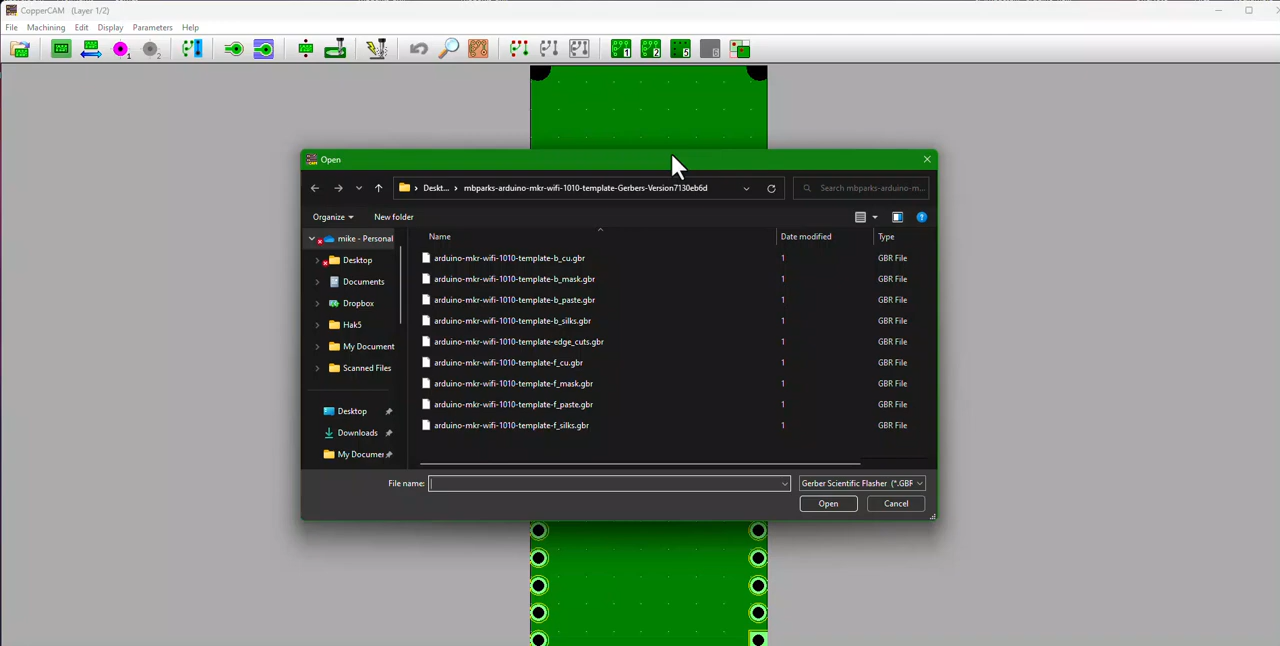 CopperCAM (Layer 1/2)
File Machining Edit Display Parameters Help
1 2 1 2 5 6
Open
Deskt... mbparks-arduino-mkr-wifi-1010-template-Gerbers-Version7130eb6d Search mbparks-arduino-m...
Organize New folder ?
Name Date modified Type
mike - Personal
Desktop
Documents
Dropbox
Hak5
My Document
Scanned Files
Desktop
Downloads
My Documen
arduino-mkr-wifi-1010-template-b_cu.gbr 1 GBR File
arduino-mkr-wifi-1010-template-b_mask.gbr 1 GBR File
arduino-mkr-wifi-1010-template-b_paste.gbr 1 GBR File
arduino-mkr-wifi-1010-template-b_silks.gbr 1 GBR File
arduino-mkr-wifi-1010-template-edge_cuts.gbr 1 GBR File
arduino-mkr-wifi-1010-template-f_cu.gbr 1 GBR File
arduino-mkr-wifi-1010-template-f_mask.gbr 1 GBR File
arduino-mkr-wifi-1010-template-f_paste.gbr 1 GBR File
arduino-mkr-wifi-1010-template-f_silks.gbr 1 GBR File
File name: Gerber Scientific Flasher (*.GBR
Open Cancel